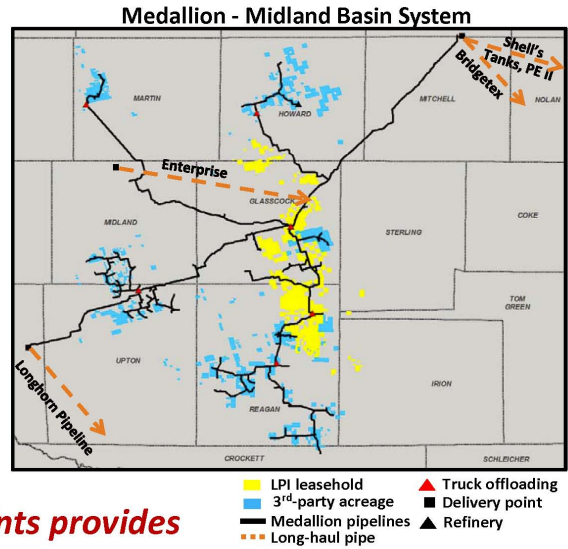 Medallion - Midland Basin System
Shell's
Tanks, PE II
Bridgetex
MARTIN
HOWARD
MITCHELL
NOLAN
Enterprise
GLASSCOCK
MIDLAND
STERLING
COKE
TOM
GREEN
UPTON
Longhorn Pipeline
REAGAN
IRION
CROCKETT
SCHLEICHER
LPI leasehold
3rd-party acreage
Medallion pipelines
Long-haul pipe
Truck offloading
Delivery point
Refinery
nts provides